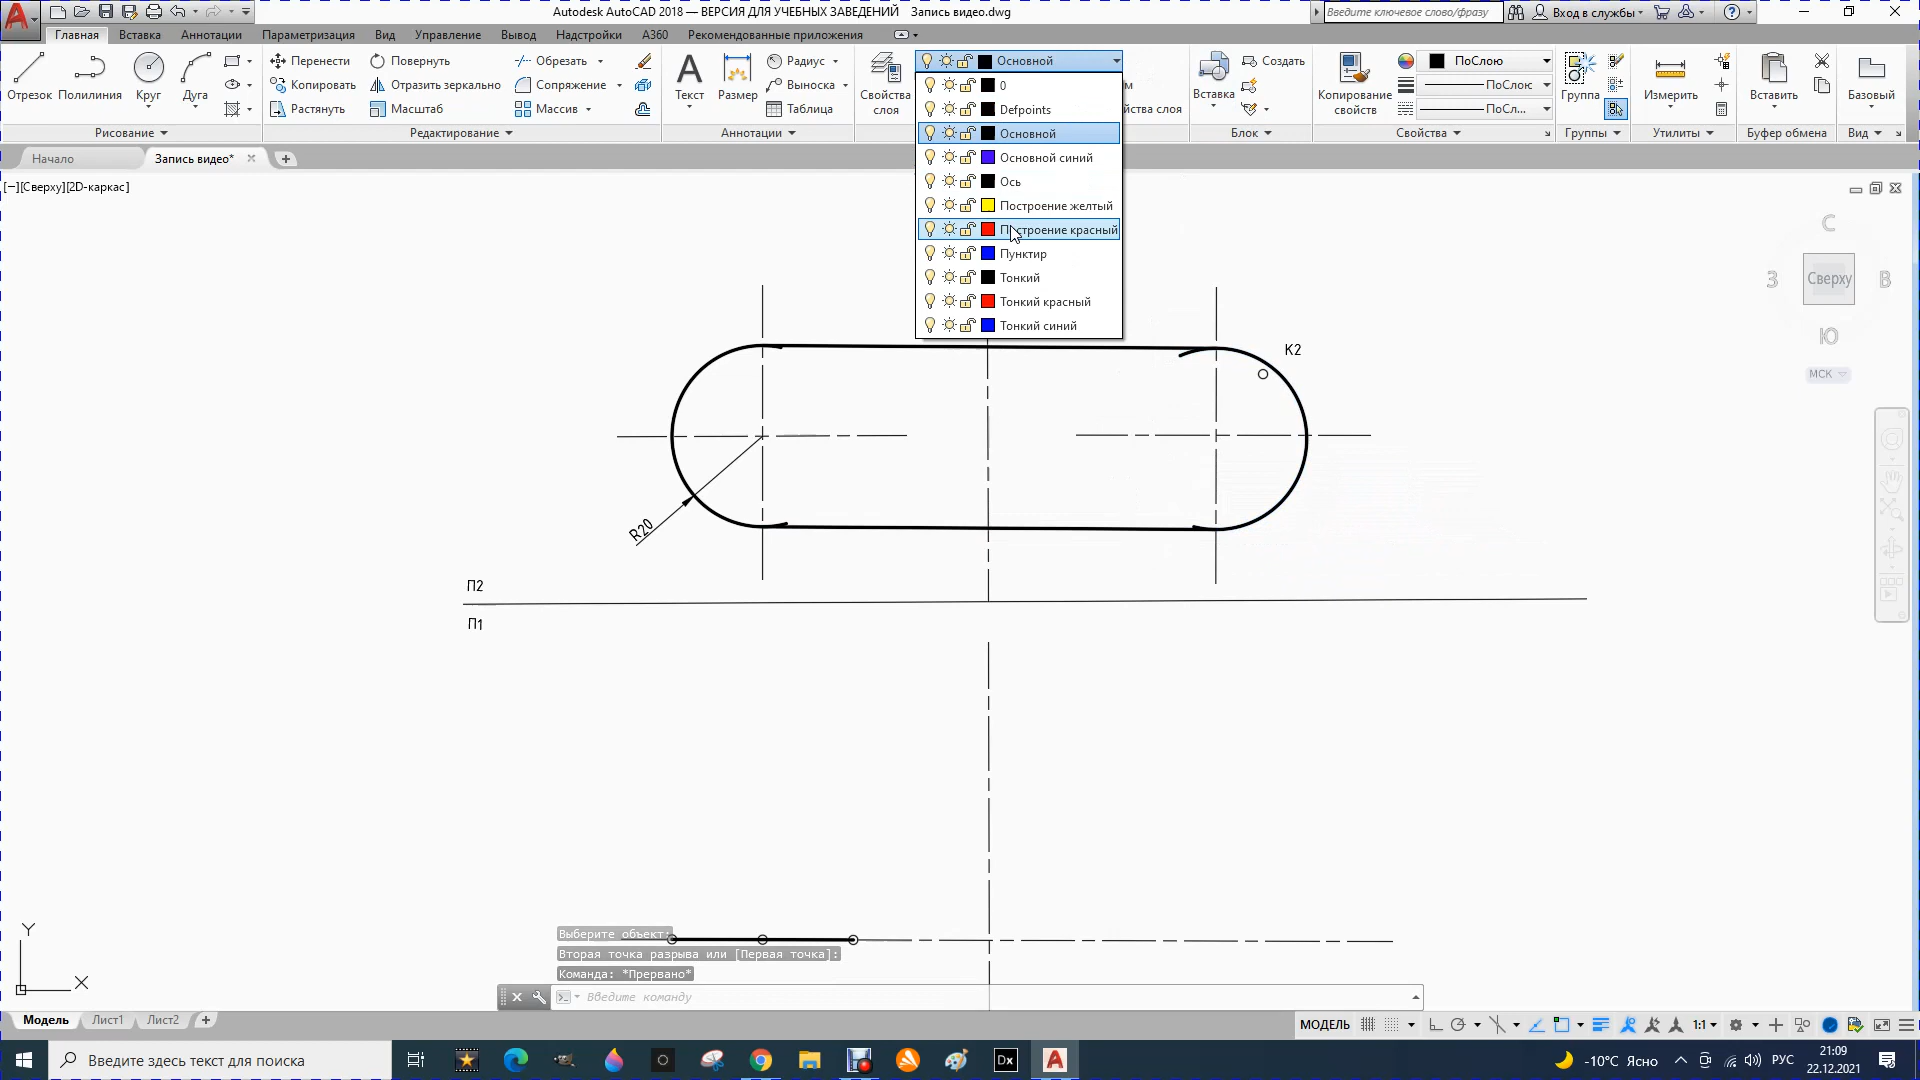 Autodesk AutoCAD 2018 — ВЕРСИЯ ДЛЯ УЧЕБНЫХ ЗАВЕДЕНИЙ Запись видео.dwg
Введите ключевое слово/фразу
Вход в службы
Главная Вставка Аннотации Параметризация Вид Управление Вывод Надстройки A360 Рекомендованные приложения
Отрезок Полилиния Круг Дуга
Рисование
Перенести Повернуть Обрезать
Копировать Отразить зеркально Сопряжение
Растянуть Масштаб Массив
Редактирование
Текст Размер
Радиус
Выноска
Таблица
Аннотации
Свойства слоя
Основной
0
Defpoints
Основной
Основной синий
Ось
Построение желтый
Построение красный
Пунктир
Тонкий
Тонкий красный
Тонкий синий
йства слоя
Вставка
Создать
Блок
Копирование свойств
ПоСлою
ПоСлою
ПоСл...
Свойства
Группа
Группы
Измерить
Утилиты
Вставить
Буфер обмена
Базовый
Вид
Начало Запись видео*
[−][Сверху][2D-каркас]
С
З Сверху В
Ю
МСК
К2
R20
П2
П1
Y
X
Выберите объект:
Вторая точка разрыва или [Первая точка]:
Команда: *Прервано*
Введите команду
Модель Лист1 Лист2
МОДЕЛЬ 1:1
Введите здесь текст для поиска
Dx
-10°C Ясно
РУС
21:09
22.12.2021